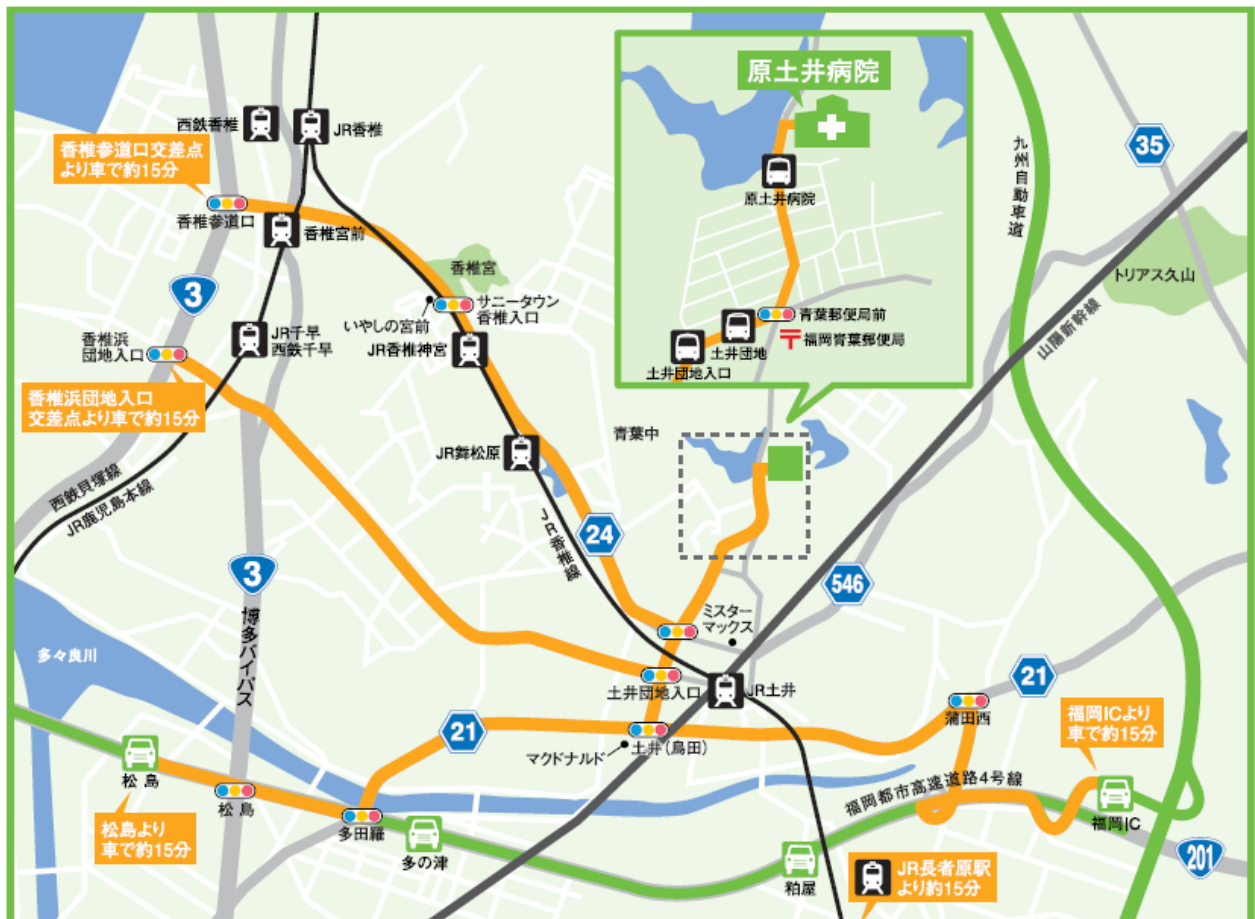 原土井病院
西鉄香椎
JR香椎
香椎参道口交差点
より車で約15分
香椎参道口
香椎宮前
3
香椎宮
いやしの宮前
サニータウン
香椎入口
JR千早
西鉄千早
JR香椎神宮
香椎浜
団地入口
香椎浜団地入口
交差点より車で約15分
原土井病院
青葉郵便局前
福岡青葉郵便局
土井団地
土井団地入口
九州自動車道
35
トリアス久山
山陽新幹線
青葉中
JR舞松原
西鉄貝塚線
JR鹿児島本線
JR香椎線
24
3
博多バイパス
546
ミスター
マックス
多々良川
土井団地入口
JR土井
21
蒲田西
21
マクドナルド
土井(鳥田)
福岡ICより
車で約15分
松島
松島
松島より
車で約15分
多田羅
多の津
福岡都市高速道路4号線
福岡IC
粕屋
JR長者原駅
より約15分
201